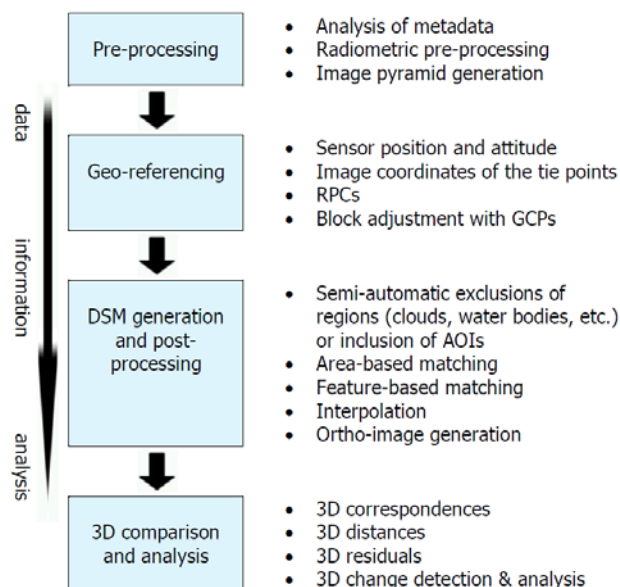 Pre-processing
• Analysis of metadata
• Radiometric pre-processing
• Image pyramid generation
data
Geo-referencing
• Sensor position and attitude
• Image coordinates of the tie points
• RPCs
• Block adjustment with GCPs
information
DSM generation
and post-
processing
• Semi-automatic exclusions of
regions (clouds, water bodies, etc.)
or inclusion of AOIs
• Area-based matching
• Feature-based matching
• Interpolation
• Ortho-image generation
analysis
3D comparison
and analysis
• 3D correspondences
• 3D distances
• 3D residuals
• 3D change detection & analysis